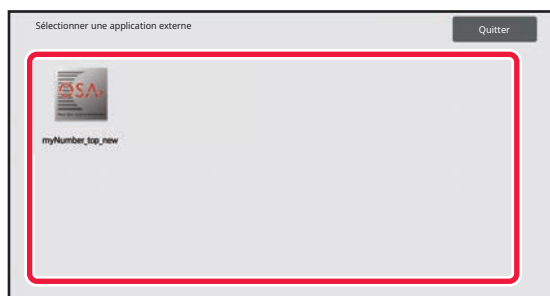 Sélectionner une application externe
Quitter
OSA
myNumber_top_new